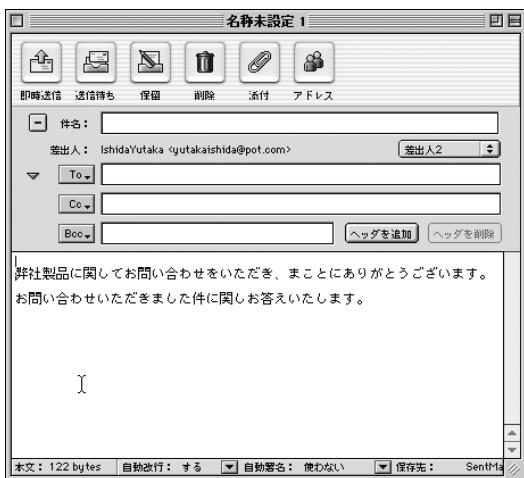 名称未設定 1
即時送信 送信待ち 保留 削除 添付 アドレス
件名：
差出人： IshidaYutaka <yutakaishida@pot.com> 差出人2
To
Cc
Bcc ヘッダを追加 ヘッダを削除
弊社製品に関してお問い合わせをいただき、まことにありがとうございます。
お問い合わせいただきました件に関しお答えいたします。
本文： 122 bytes 自動改行： する 自動署名： 使わない 保存先： SentMa